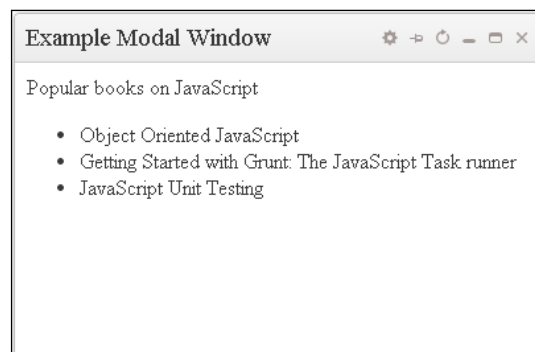 Example Modal Window
Popular books on JavaScript
Object Oriented JavaScript
Getting Started with Grunt: The JavaScript Task runner
JavaScript Unit Testing